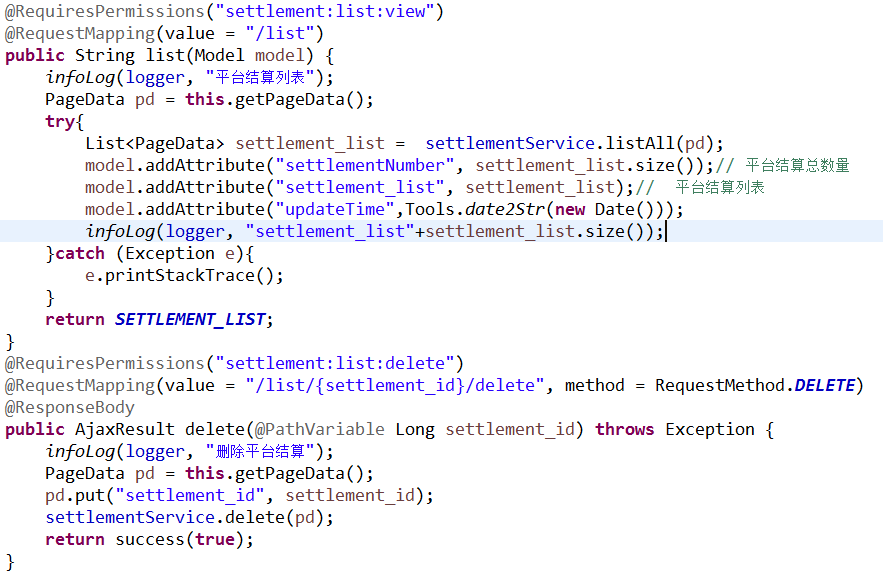 @RequiresPermissions("settlement:list:view")
@RequestMapping(value = "/list")
public String list(Model model) {
    infoLog(logger, "平台结算列表");
    PageData pd = this.getPageData();
    try{
        List<PageData> settlement_list =  settlementService.listAll(pd);
        model.addAttribute("settlementNumber", settlement_list.size());// 平台结算总数量
        model.addAttribute("settlement_list", settlement_list);//  平台结算列表
        model.addAttribute("updateTime",Tools.date2Str(new Date()));
        infoLog(logger, "settlement_list"+settlement_list.size());
    }catch (Exception e){
        e.printStackTrace();
    }
    return SETTLEMENT_LIST;
}
@RequiresPermissions("settlement:list:delete")
@RequestMapping(value = "/list/{settlement_id}/delete", method = RequestMethod.DELETE)
@ResponseBody
public AjaxResult delete(@PathVariable Long settlement_id) throws Exception {
    infoLog(logger, "删除平台结算");
    PageData pd = this.getPageData();
    pd.put("settlement_id", settlement_id);
    settlementService.delete(pd);
    return success(true);
}